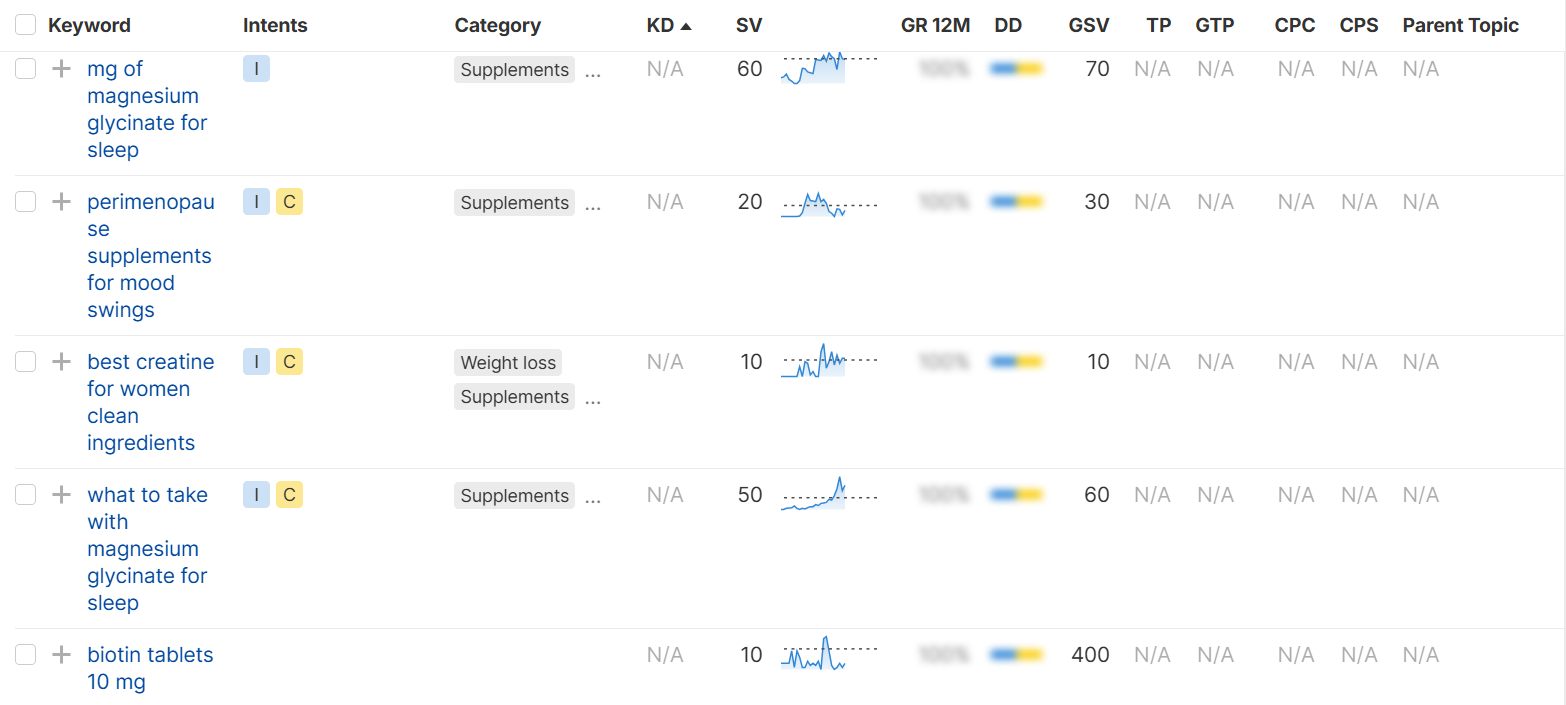 Keyword Intents Category KD SV GR 12M DD GSV TP GTP CPC CPS Parent Topic
mg of magnesium glycinate for sleep I Supplements ... N/A 60 70 N/A N/A N/A N/A N/A
perimenopause supplements for mood swings I C Supplements ... N/A 20 30 N/A N/A N/A N/A N/A
best creatine for women clean ingredients I C Weight loss Supplements ... N/A 10 10 N/A N/A N/A N/A N/A
what to take with magnesium glycinate for sleep I C Supplements ... N/A 50 60 N/A N/A N/A N/A N/A
biotin tablets 10 mg N/A 10 400 N/A N/A N/A N/A N/A